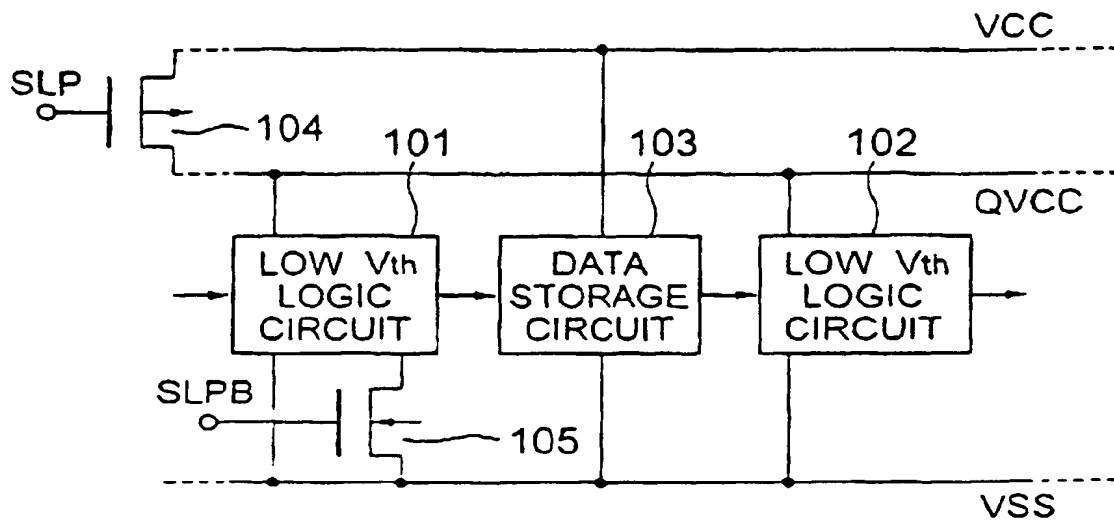 VCC
SLP
104
101
103
102
QVCC
LOW Vth
LOGIC
CIRCUIT
DATA
STORAGE
CIRCUIT
LOW Vth
LOGIC
CIRCUIT
SLPB
105
VSS